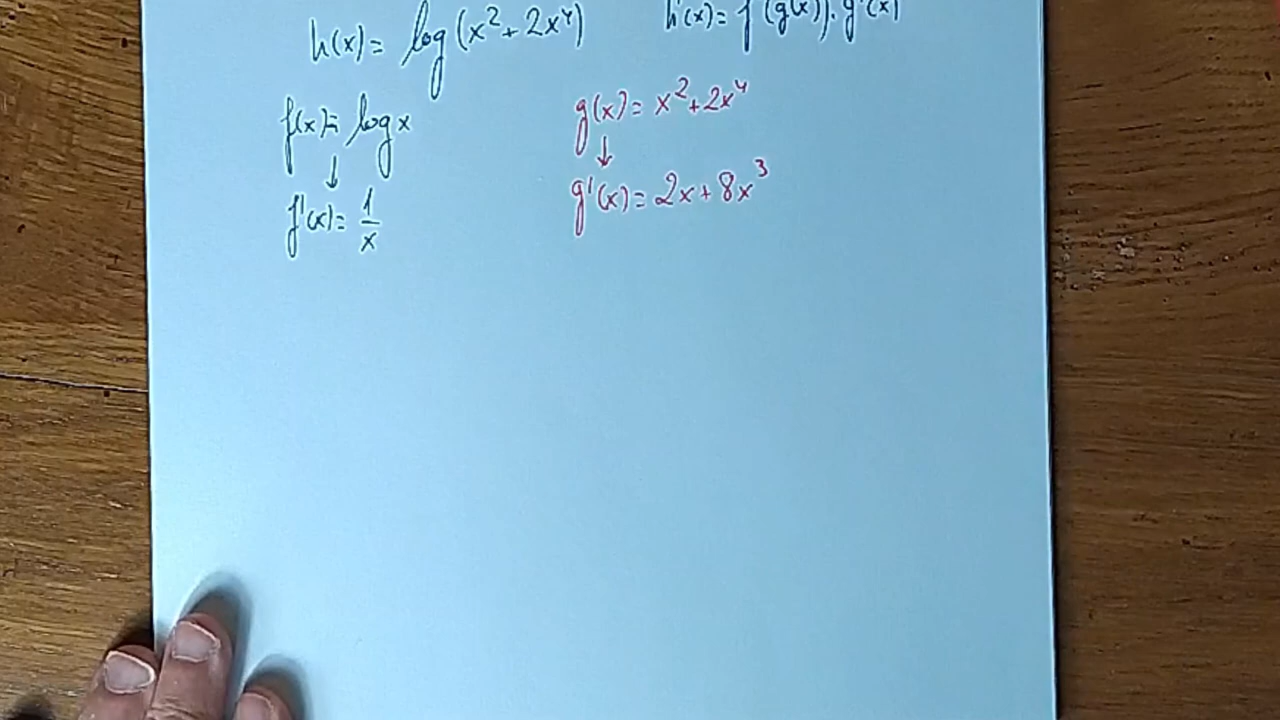 h(x) = log(x² + 2x⁴) h'(x) = f'(g(x)) · g'(x)
f(x) = log x g(x) = x² + 2x⁴
↓ ↓
f'(x) = 1/x g'(x) = 2x + 8x³